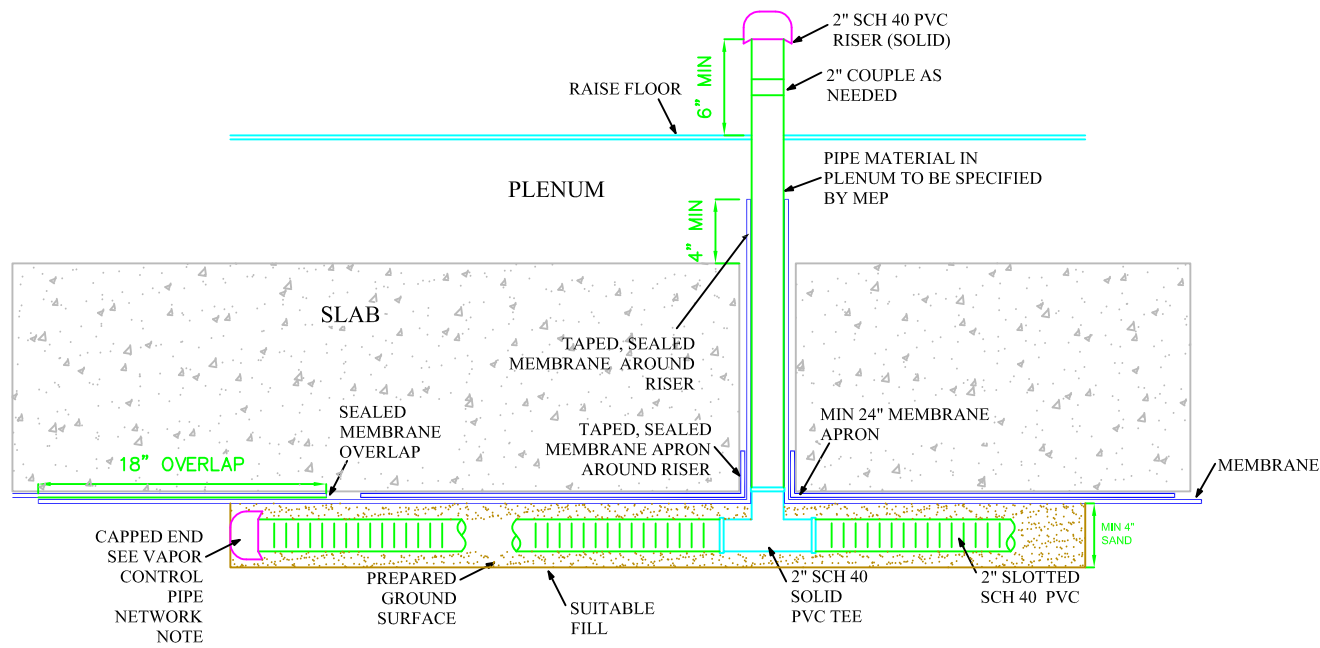 2" SCH 40 PVC
RISER (SOLID)
6" MIN
2" COUPLE AS
NEEDED
RAISE FLOOR
PLENUM
PIPE MATERIAL IN
PLENUM TO BE SPECIFIED
BY MEP
4" MIN
SLAB
TAPED, SEALED
MEMBRANE AROUND
RISER
SEALED
MEMBRANE
OVERLAP
TAPED, SEALED
MEMBRANE APRON
AROUND RISER
MIN 24" MEMBRANE
APRON
18" OVERLAP
MEMBRANE
CAPPED END
SEE VAPOR
CONTROL
PIPE
NETWORK
NOTE
PREPARED
GROUND
SURFACE
SUITABLE
FILL
2" SCH 40
SOLID
PVC TEE
2" SLOTTED
SCH 40 PVC
MIN 4"
SAND